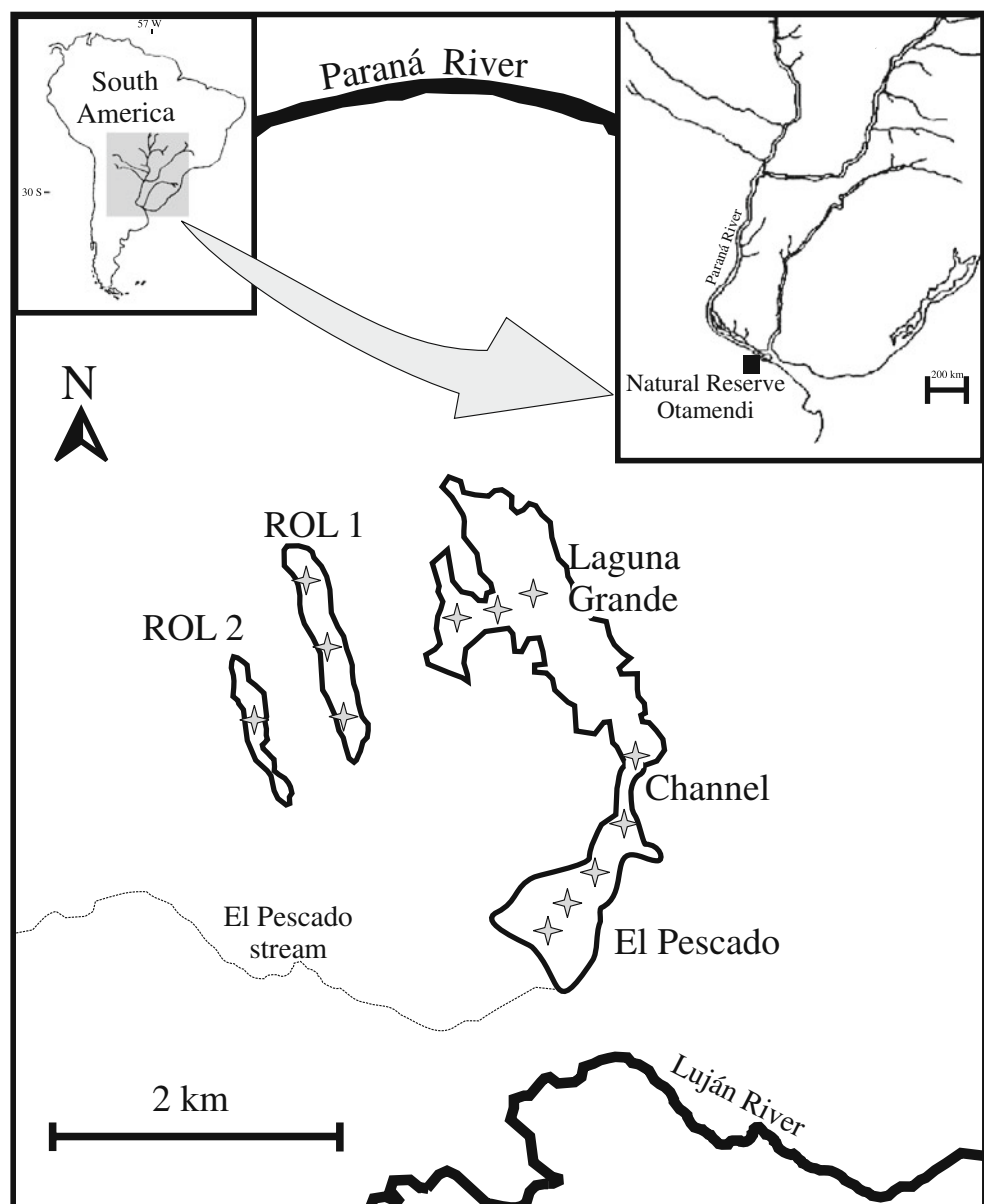 57 W
South
America
30 S
Paraná River
Paraná River
Natural Reserve
Otamendi
200 km
N
ROL 1
ROL 2
Laguna
Grande
Channel
El Pescado
stream
El Pescado
2 km
Luján River